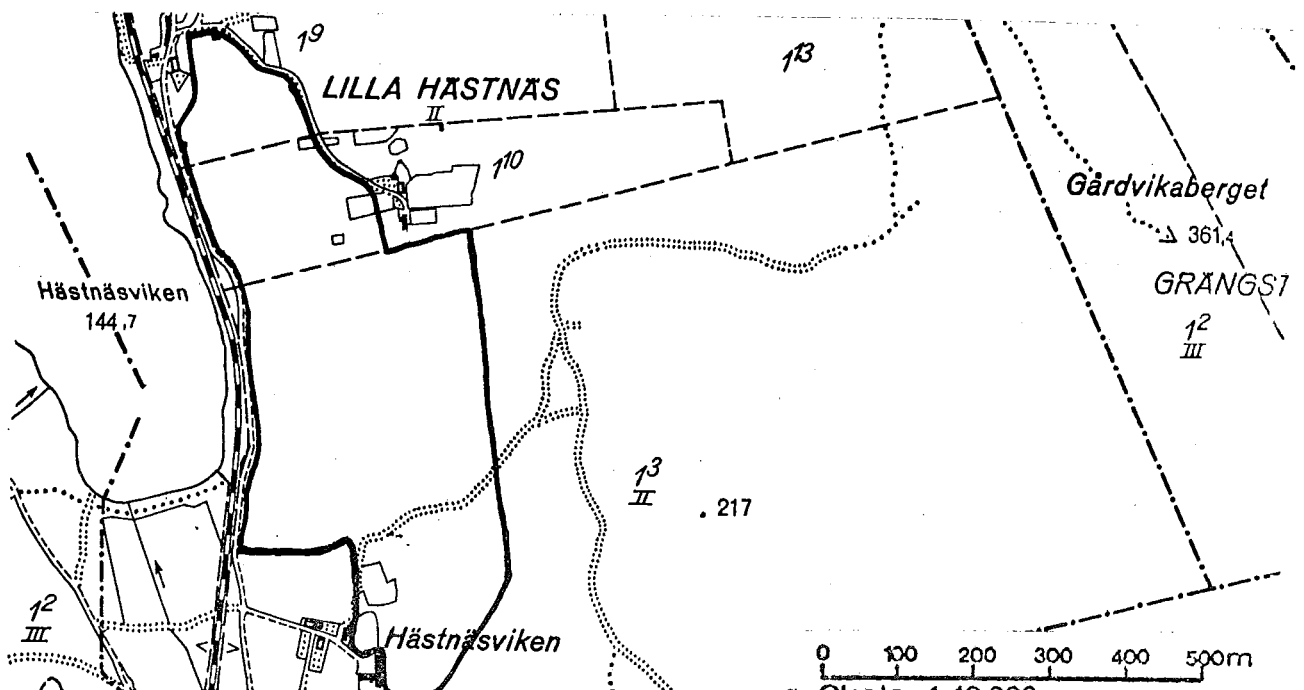 1⁹
1¹³
LILLA HÄSTNÄS
II
1¹⁰
Gårdvikaberget
361,4
Hästnäsviken
144,7
GRÄNGST
1²
III
1³
II
217
1²
III
Hästnäsviken
0 100 200 300 400 500m